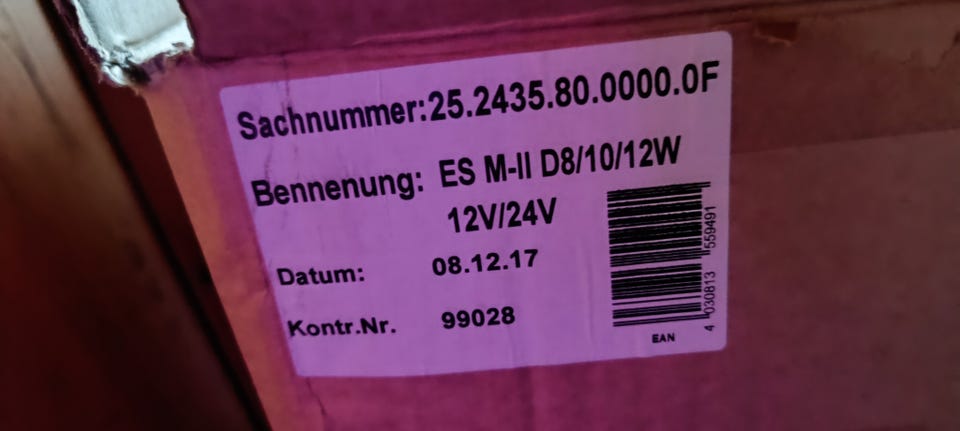 Sachnummer:25.2435.80.0000.0F
Bennenung: ES M-II D8/10/12W
12V/24V
Datum: 08.12.17
Kontr.Nr. 99028
4 030813 559491
EAN